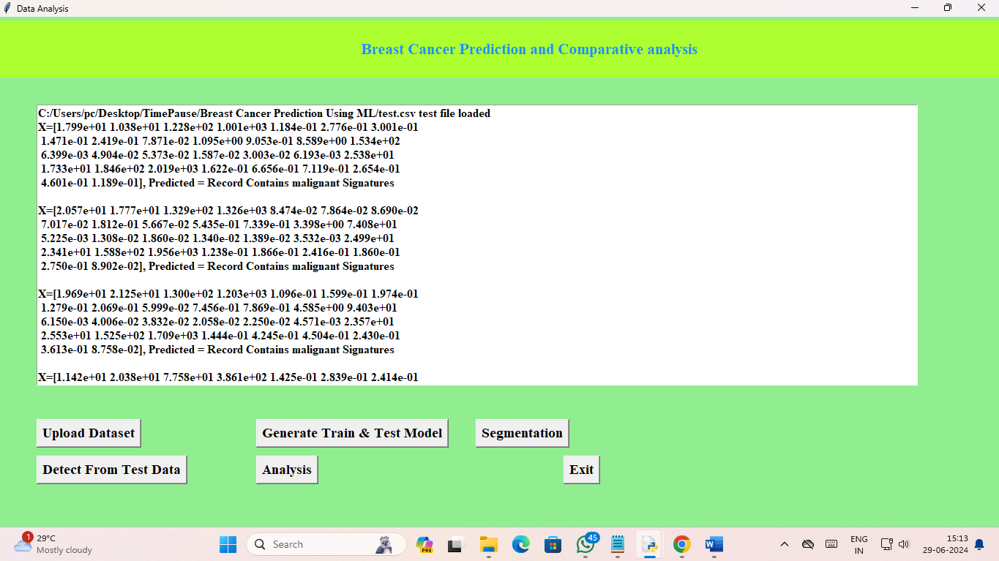 Data Analysis
Breast Cancer Prediction and Comparative analysis
C:/Users/pc/Desktop/TimePause/Breast Cancer Prediction Using ML/test.csv test file loaded
X=[1.799e+01 1.038e+01 1.228e+02 1.001e+03 1.184e-01 2.776e-01 3.001e-01
1.471e-01 2.419e-01 7.871e-02 1.095e+00 9.053e-01 8.589e+00 1.534e+02
6.399e-03 4.904e-02 5.373e-02 1.587e-02 3.003e-02 6.193e-03 2.538e+01
1.733e+01 1.846e+02 2.019e+03 1.622e-01 6.656e-01 7.119e-01 2.654e-01
4.601e-01 1.189e-01], Predicted = Record Contains malignant Signatures
X=[2.057e+01 1.777e+01 1.329e+02 1.326e+03 8.474e-02 7.864e-02 8.690e-02
7.017e-02 1.812e-01 5.667e-02 5.435e-01 7.339e-01 3.398e+00 7.408e+01
5.225e-03 1.308e-02 1.860e-02 1.340e-02 1.389e-02 3.532e-03 2.499e+01
2.341e+01 1.588e+02 1.956e+03 1.238e-01 1.866e-01 2.416e-01 1.860e-01
2.750e-01 8.902e-02], Predicted = Record Contains malignant Signatures
X=[1.969e+01 2.125e+01 1.300e+02 1.203e+03 1.096e-01 1.599e-01 1.974e-01
1.279e-01 2.069e-01 5.999e-02 7.456e-01 7.869e-01 4.585e+00 9.403e+01
6.150e-03 4.006e-02 3.832e-02 2.058e-02 2.250e-02 4.571e-03 2.357e+01
2.553e+01 1.525e+02 1.709e+03 1.444e-01 4.245e-01 4.504e-01 2.430e-01
3.613e-01 8.758e-02], Predicted = Record Contains malignant Signatures
X=[1.142e+01 2.038e+01 7.758e+01 3.861e+02 1.425e-01 2.839e-01 2.414e-01
Upload Dataset
Generate Train & Test Model
Segmentation
Detect From Test Data
Analysis
Exit
1
29°C
Mostly cloudy
Search
PRE
45
W
ENG
IN
15:13
29-06-2024